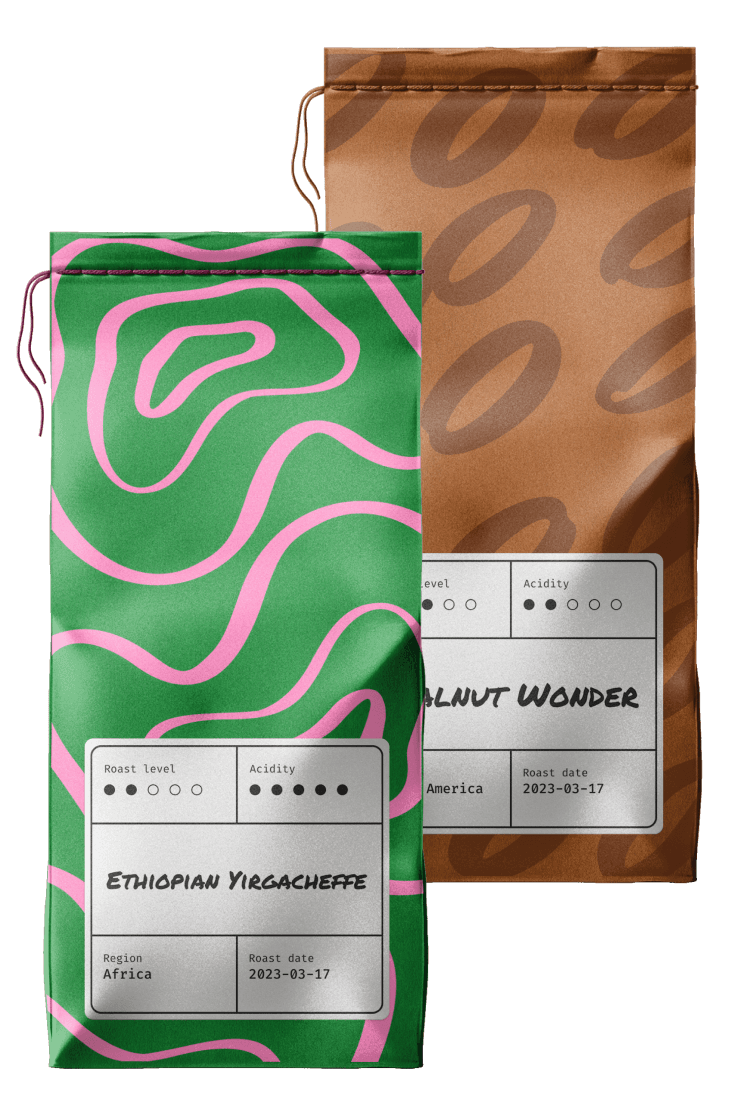 Acidity
Wonder
America
Roast date
2023-03-17
Roast level
Acidity
Ethiopian Yirgacheffe
Region
Roast date
Africa
2023-03-17